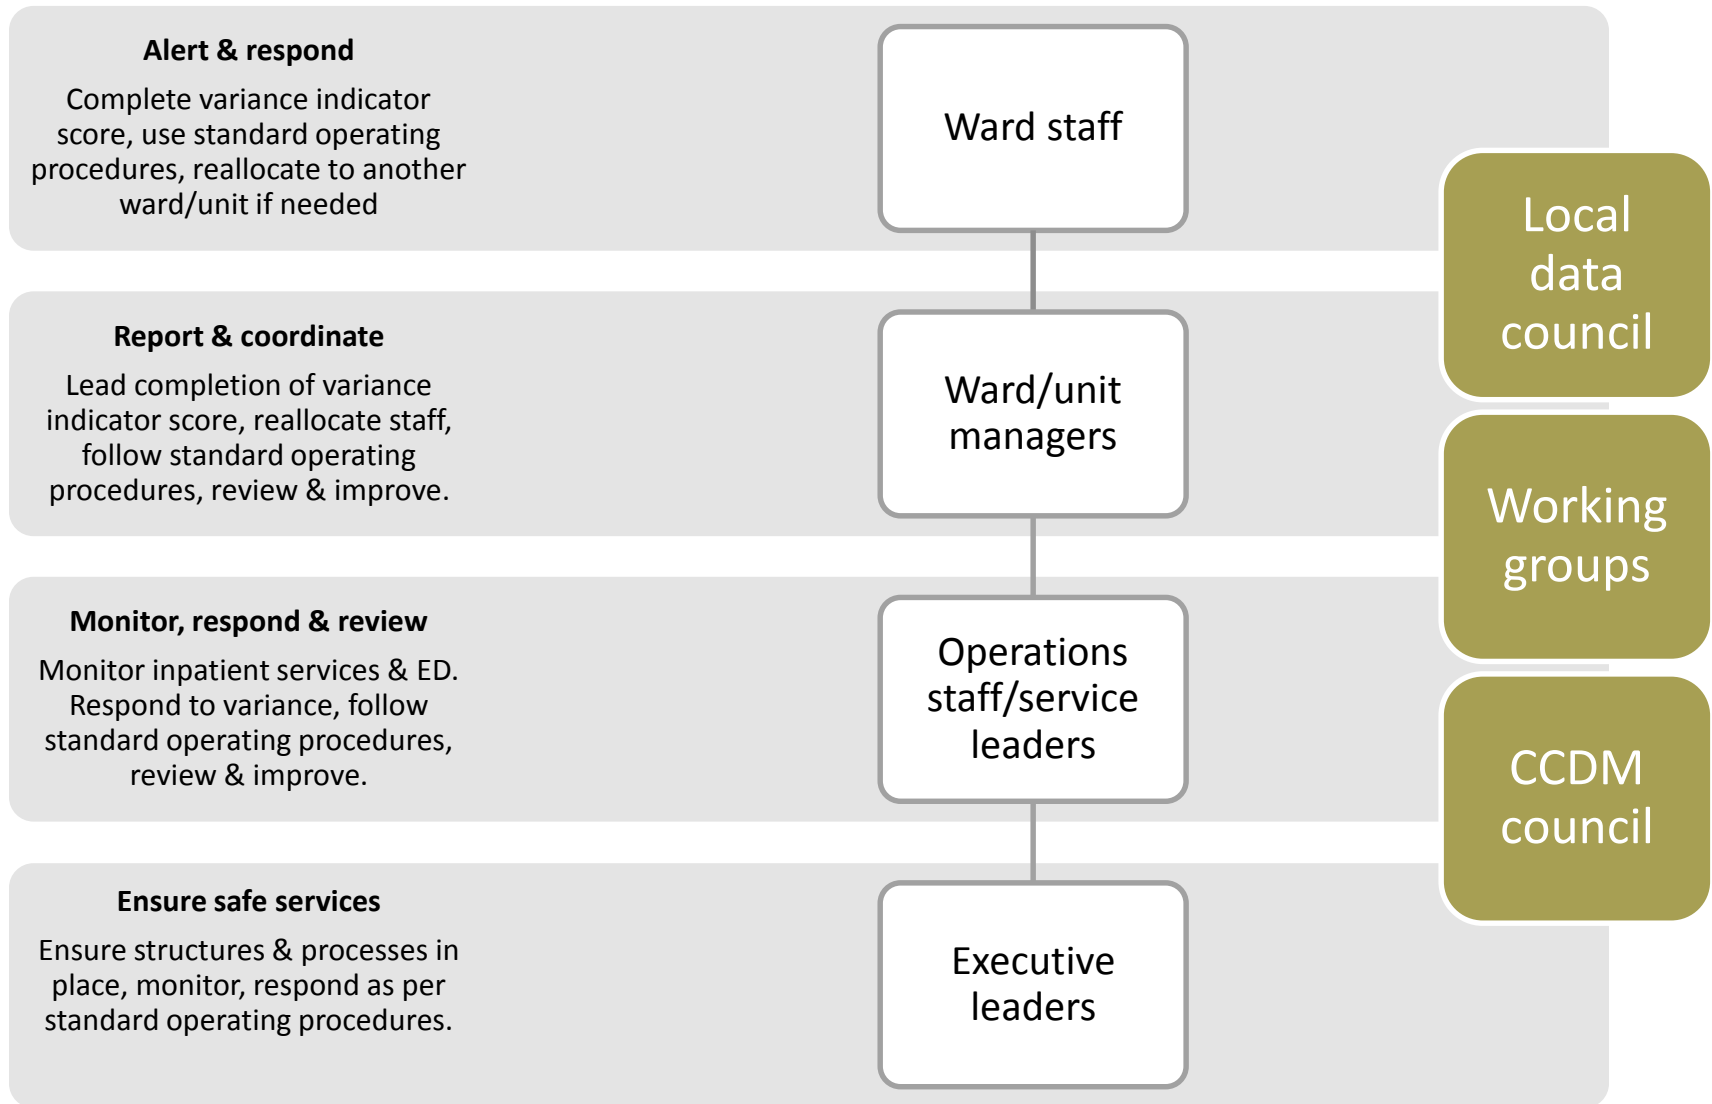 Alert & respond
Complete variance indicator
score, use standard operating
procedures, reallocate to another
ward/unit if needed
Ward staff
Report & coordinate
Lead completion of variance
indicator score, reallocate staff,
follow standard operating
procedures, review & improve.
Ward/unit
managers
Monitor, respond & review
Monitor inpatient services & ED.
Respond to variance, follow
standard operating procedures,
review & improve.
Operations
staff/service
leaders
Ensure safe services
Ensure structures & processes in
place, monitor, respond as per
standard operating procedures.
Executive
leaders
Local
data
council
Working
groups
CCDM
council